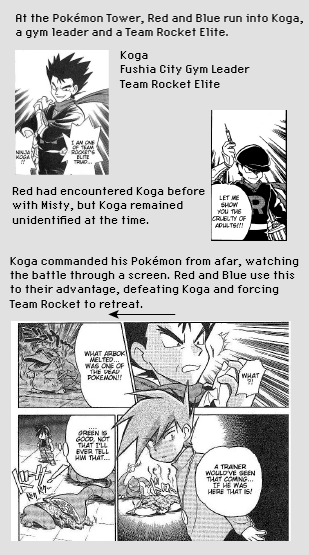 At the Pokémon Tower, Red and Blue run into Koga,
a gym leader and a Team Rocket Elite.
Koga
Fushia City Gym Leader
Team Rocket Elite
NINJA
KOGA
!!
I AM ONE
OF TEAM
ROCKET'S
ELITE
TRIAD...
R
LET ME
SHOW
YOU THE
CRUELTY OF
ADULTS!!!
Red had encountered Koga before
with Misty, but Koga remained
unidentified at the time.
Koga commanded his Pokémon from afar, watching
the battle through a screen. Red and Blue use this
to their advantage, defeating Koga and forcing
Team Rocket to retreat.
WHAT
ARBOK
MELTED...
WAS ONE OF
THE DEAD
POKEMON!!
WHAT
?!
....
GREEN IS
GOOD, NOT
THAT I'LL
EVER TELL
HIM THAT...
A TRAINER
WOULD'VE SEEN
THAT COMING...
IF HE WAS
HERE THAT IS!